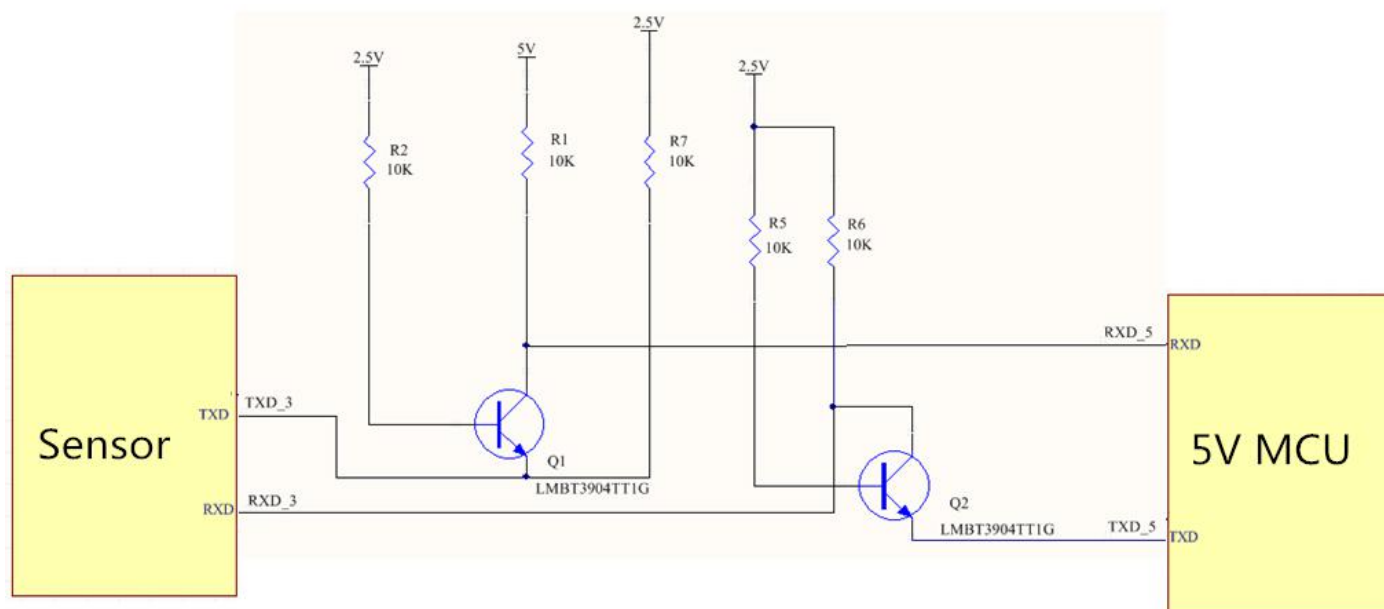 2.5V
5V
2.5V
2.5V
R2
10K
R1
10K
R7
10K
R5
10K
R6
10K
RXD_5
RXD
TXD
TXD_3
Sensor
5V MCU
Q1
LMBT3904TT1G
RXD
RXD_3
Q2
LMBT3904TT1G
TXD_5
TXD